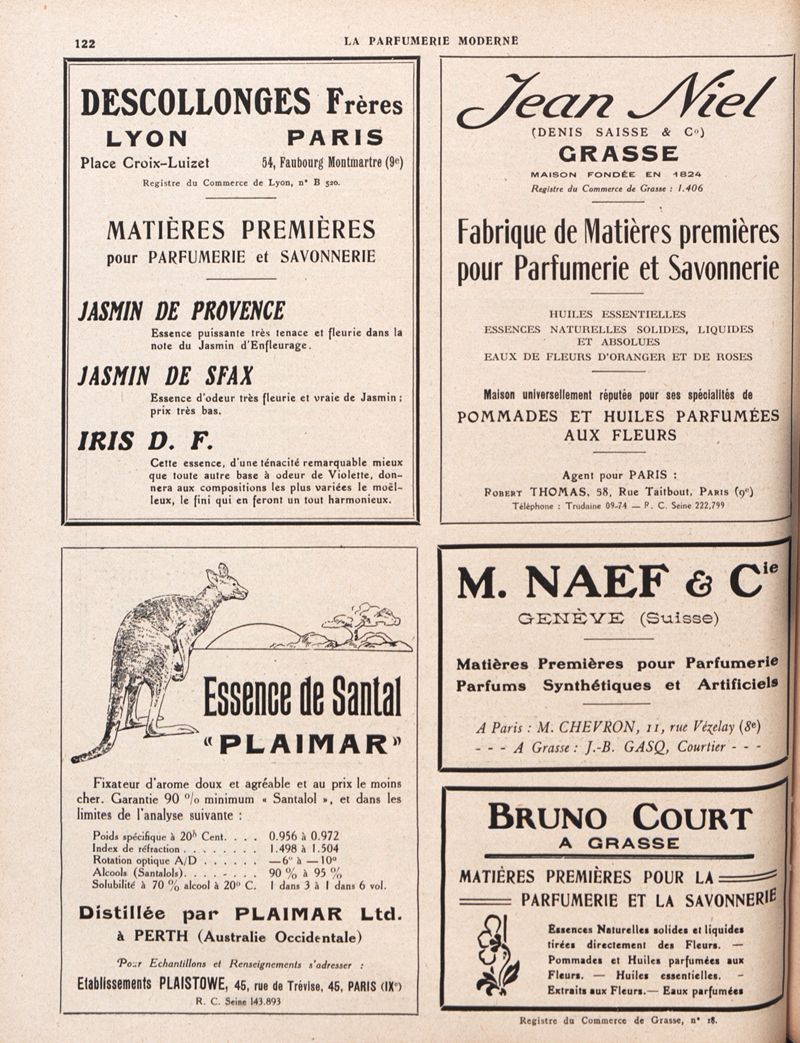 122
LA PARFUMERIE MODERNE
DESCOLLONGES Frères
LYON PARIS
Place Croix-Luizet 54, Faubourg Montmartre (9e)
Registre du Commerce de Lyon, n° B 520.
MATIÈRES PREMIÈRES
pour PARFUMERIE et SAVONNERIE
JASMIN DE PROVENCE
Essence puissante très tenace et fleurie dans la
note du Jasmin d'Enfleurage.
JASMIN DE SFAX
Essence d'odeur très fleurie et vraie de Jasmin ;
prix très bas.
IRIS D. F.
Cette essence, d'une ténacité remarquable mieux
que toute autre base à odeur de Violette, don-
nera aux compositions les plus variées le moël-
leux, le fini qui en feront un tout harmonieux.
Jean Niel
(DENIS SAISSE & Co)
GRASSE
MAISON FONDÉE EN 1824
Registre du Commerce de Grasse : 1.406
Fabrique de Matières premières
pour Parfumerie et Savonnerie
HUILES ESSENTIELLES
ESSENCES NATURELLES SOLIDES, LIQUIDES
ET ABSOLUES
EAUX DE FLEURS D'ORANGER ET DE ROSES
Maison universellement réputée pour ses spécialités de
POMMADES ET HUILES PARFUMÉES
AUX FLEURS
Agent pour PARIS :
ROBERT THOMAS, 58, Rue Taitbout, PARIS (9e)
Téléphone : Trudaine 09-74 — R. C. Seine 222,799
Essence de Santal
“PLAIMAR”
Fixateur d'arome doux et agréable et au prix le moins
cher. Garantie 90 % minimum « Santalol », et dans les
limites de l'analyse suivante :
Poids spécifique à 20° Cent. . . . 0.956 à 0.972
Index de réfraction . . . . . . . . 1.498 à 1.504
Rotation optique A/D . . . . . . —6° à —10°
Alcools (Santalols). . . . . . . . 90 % à 95 %
Solubilité à 70 % alcool à 20° C. 1 dans 3 à 1 dans 6 vol.
Distillée par PLAIMAR Ltd.
à PERTH (Australie Occidentale)
Pour Echantillons et Renseignements s'adresser :
Etablissements PLAISTOWE, 45, rue de Trévise, 45, PARIS (IXe)
R. C. Seine 143.893
M. NAEF & Cie
GENÈVE (Suisse)
Matières Premières pour Parfumerie
Parfums Synthétiques et Artificiels
A Paris : M. CHEVRON, 11, rue Vézelay (8e)
- - - A Grasse : J.-B. GASQ, Courtier - - -
BRUNO COURT
A GRASSE
MATIÈRES PREMIÈRES POUR LA
PARFUMERIE ET LA SAVONNERIE
Essences Naturelles solides et liquides
tirées directement des Fleurs. —
Pommades et Huiles parfumées aux
Fleurs. — Huiles essentielles. -
Extraits aux Fleurs.— Eaux parfumées
Registre du Commerce de Grasse, n° 18.